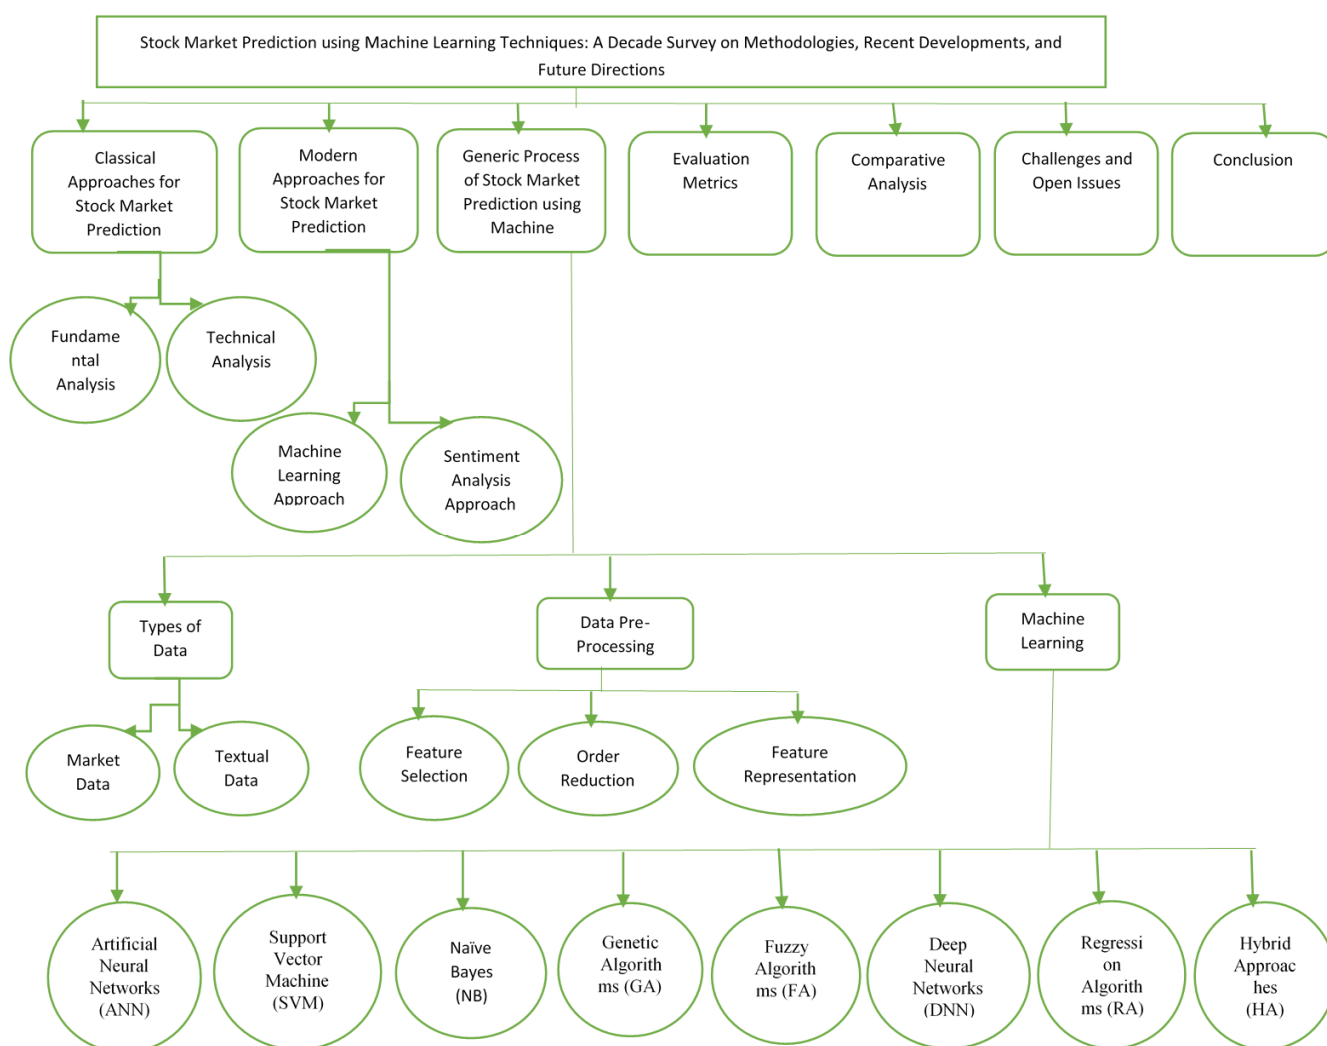 Stock Market Prediction using Machine Learning Techniques: A Decade Survey on Methodologies, Recent Developments, and
Future Directions
Classical
Approaches for
Stock Market
Prediction
Modern
Approaches for
Stock Market
Prediction
Generic Process
of Stock Market
Prediction using
Machine
Evaluation
Metrics
Comparative
Analysis
Challenges and
Open Issues
Conclusion
Fundame
ntal
Analysis
Technical
Analysis
Machine
Learning
Approach
Sentiment
Analysis
Approach
Types of
Data
Data Pre-
Processing
Machine
Learning
Market
Data
Textual
Data
Feature
Selection
Order
Reduction
Feature
Representation
Artificial
Neural
Networks
(ANN)
Support
Vector
Machine
(SVM)
Naïve
Bayes
(NB)
Genetic
Algorith
ms (GA)
Fuzzy
Algorith
ms (FA)
Deep
Neural
Networks
(DNN)
Regressi
on
Algorith
ms (RA)
Hybrid
Approac
hes
(HA)